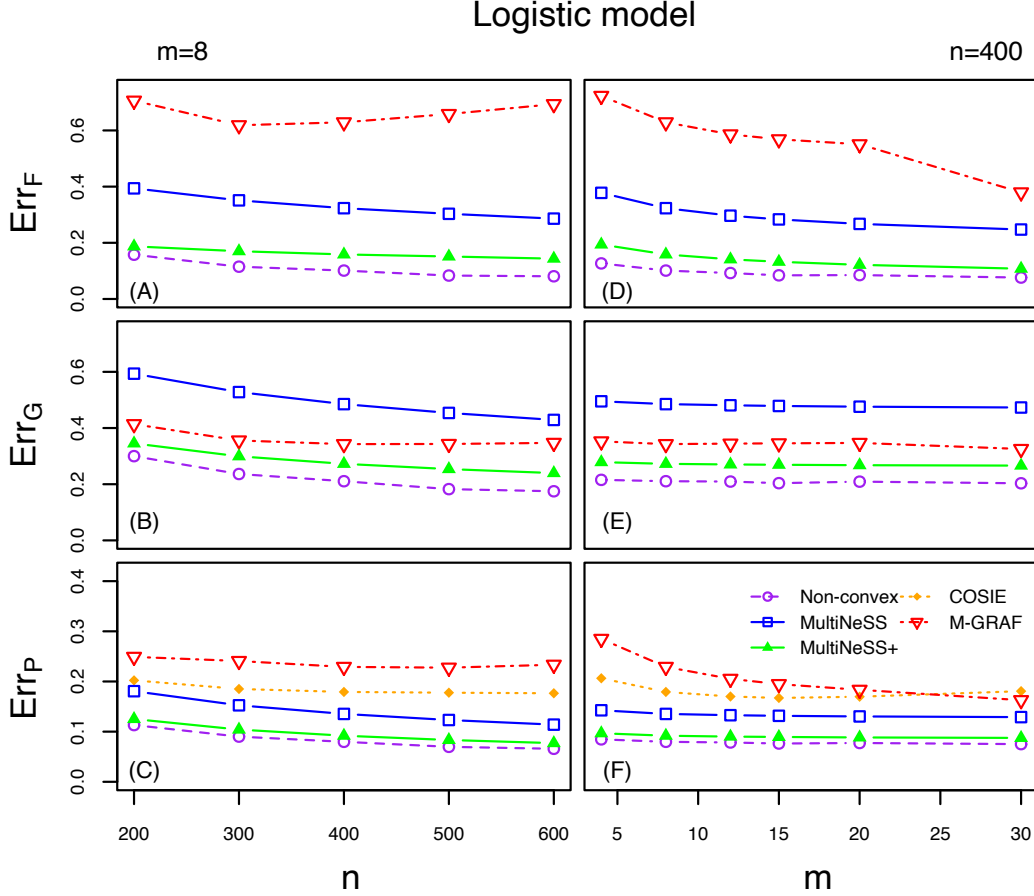 Logistic model
m=8
n=400
Err_F
0.0 0.2 0.4 0.6
(A)
(D)
Err_G
0.0 0.2 0.4 0.6
(B)
(E)
Err_P
0.0 0.1 0.2 0.3 0.4
(C)
(F)
Non-convex
MultiNeSS
MultiNeSS+
COSIE
M-GRAF
200 300 400 500 600
5 10 15 20 25 30
n
m